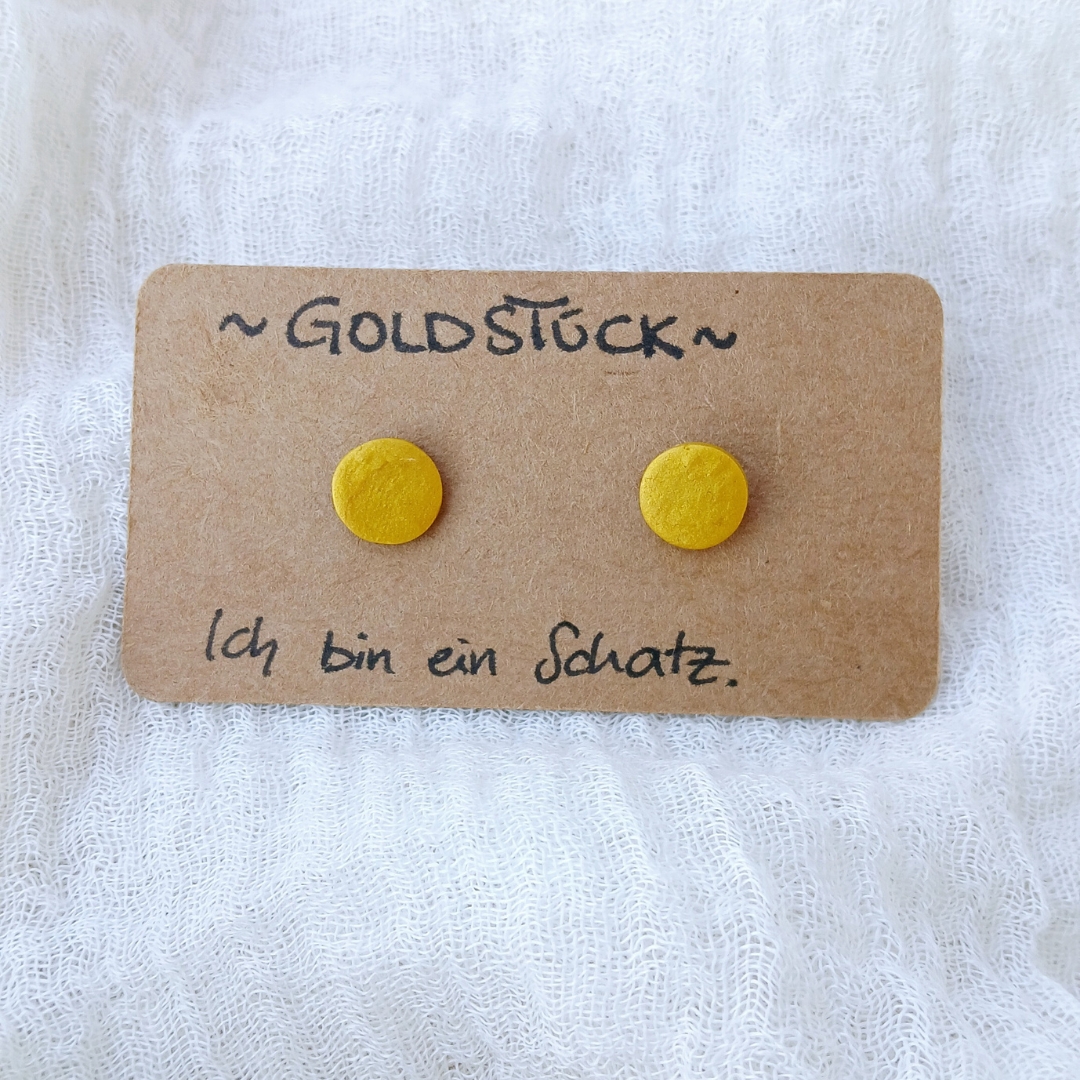 ~ GOLDSTÜCK ~
Ich bin ein Schatz.